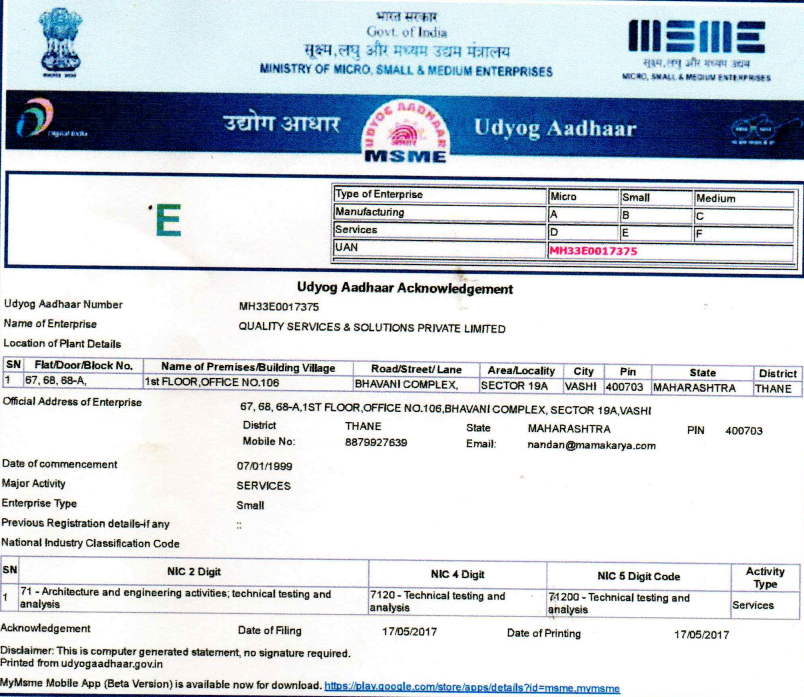 भारत सरकार
Govt. of India
सूक्ष्म,लघु और मध्यम उद्यम मंत्रालय
MINISTRY OF MICRO, SMALL & MEDIUM ENTERPRISES
सूक्ष्म,लघु और मध्यम उद्यम
MICRO, SMALL & MEDIUM ENTERPRISES
Digital India
उद्योग आधार
UDYOG AADHAAR
MSME
Udyog Aadhaar
E
Type of Enterprise Micro Small Medium
Manufacturing A B C
Services D E F
UAN MH33E0017375
Udyog Aadhaar Acknowledgement
Udyog Aadhaar Number MH33E0017375
Name of Enterprise QUALITY SERVICES & SOLUTIONS PRIVATE LIMITED
Location of Plant Details
SN Flat/Door/Block No. Name of Premises/Building Village Road/Street/ Lane Area/Locality City Pin State District
1 67, 68, 68-A, 1st FLOOR,OFFICE NO.106 BHAVANI COMPLEX, SECTOR 19A VASHI 400703 MAHARASHTRA THANE
Official Address of Enterprise 67, 68, 68-A,1ST FLOOR,OFFICE NO.106,BHAVANI COMPLEX, SECTOR 19A,VASHI
District THANE State MAHARASHTRA PIN 400703
Mobile No: 8879927639 Email: nandan@mamakarya.com
Date of commencement 07/01/1999
Major Activity SERVICES
Enterprise Type Small
Previous Registration details-if any ::
National Industry Classification Code
SN NIC 2 Digit NIC 4 Digit NIC 5 Digit Code Activity Type
1 71 - Architecture and engineering activities; technical testing and analysis 7120 - Technical testing and analysis 71200 - Technical testing and analysis Services
Acknowledgement Date of Filing 17/05/2017 Date of Printing 17/05/2017
Disclaimer: This is computer generated statement, no signature required.
Printed from udyogaadhaar.gov.in
MyMsme Mobile App (Beta Version) is available now for download. https://play.google.com/store/apps/details?id=msme.mymsme